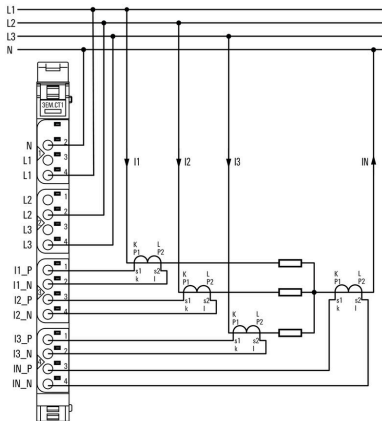 L1
L2
L3
N
3EM.CT1
1
N 2
L1 3
L1 4
I1 I2 I3 IN
L2 1
L2 2
L3 3
L3 4
K L
P1 P2
I1_P 1
s1 s2
k l
I1_N 2
K L
P1 P2
I2_P 3
s1 s2
k l
I2_N 4
K L
P1 P2
s1 s2
k l
K L
P1 P2
I3_P 1
s1 s2
k l
I3_N 2
IN_P 3
IN_N 4